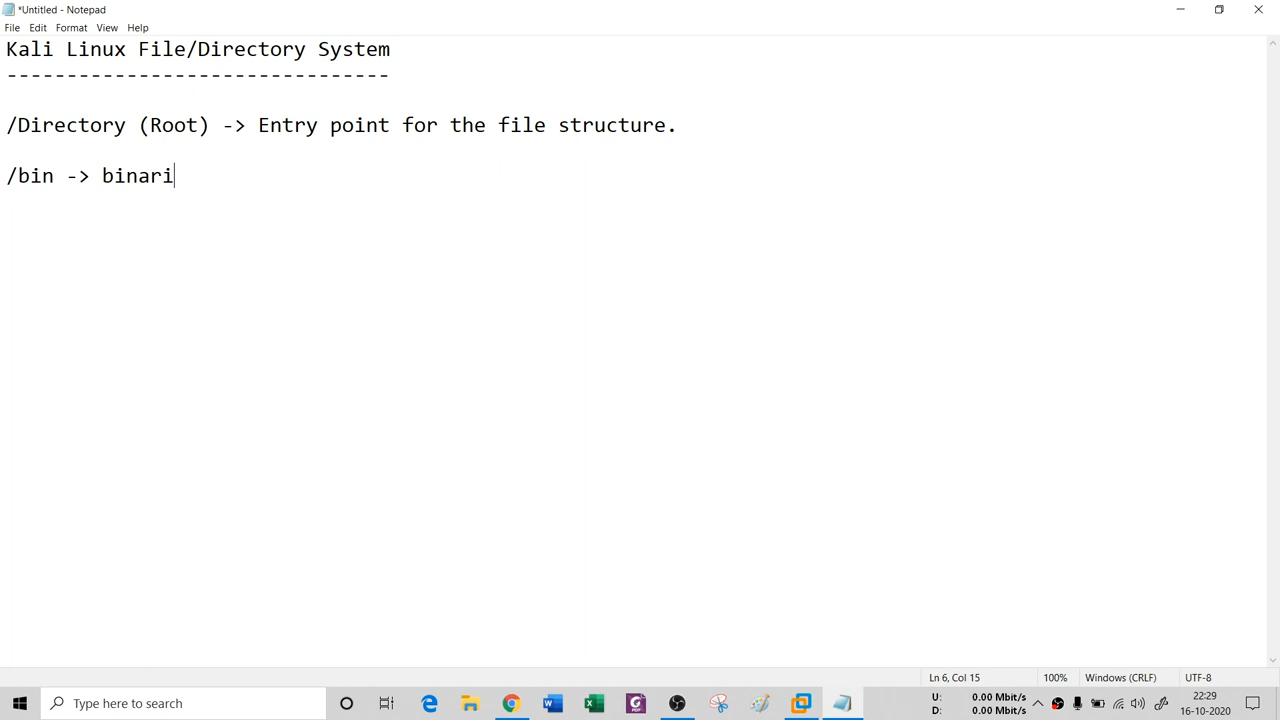 *Untitled - Notepad
File Edit Format View Help
Kali Linux File/Directory System
--------------------------------
/Directory (Root) -> Entry point for the file structure.
/bin -> binari
Ln 6, Col 15 100% Windows (CRLF) UTF-8
Type here to search
U: 0.00 Mbit/s
D: 0.00 Mbit/s
22:29
16-10-2020